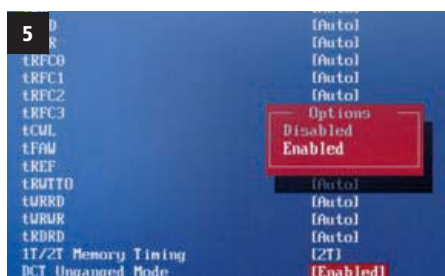 5
[Auto]
R [Auto]
tRFC0 [Auto]
tRFC1 [Auto]
tRFC2 [Auto]
tRFC3
Options
Disabled
Enabled
tCWL
tFAW
tREF
tRWTTO [Auto]
tWRRD [Auto]
tWRWR [Auto]
tRDRD [Auto]
1T/2T Memory Timing [2T]
DCT Unganged Mode [Enabled]